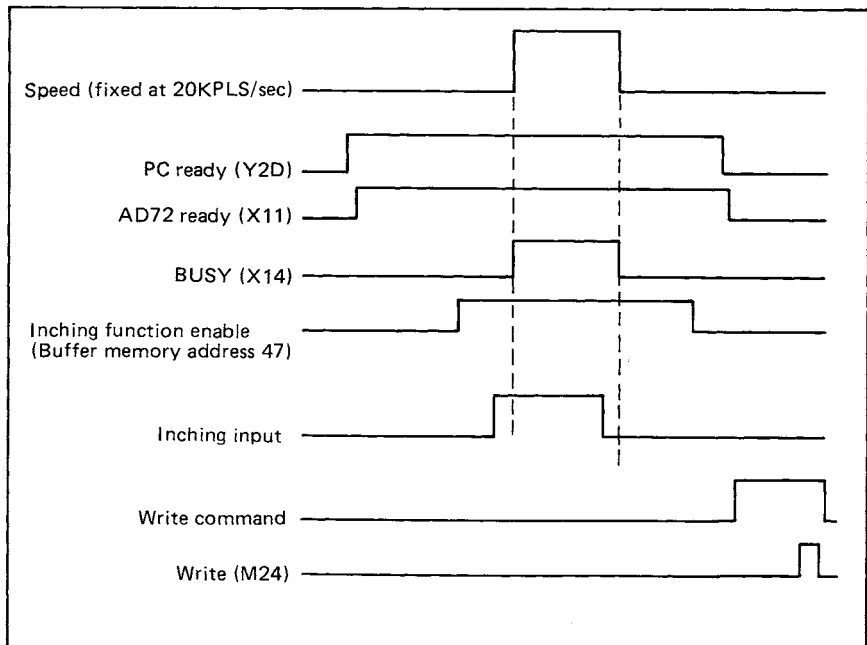 Speed (fixed at 20KPLS/sec)
PC ready (Y2D)
AD72 ready (X11)
BUSY (X14)
Inching function enable
(Buffer memory address 47)
Inching input
Write command
Write (M24)